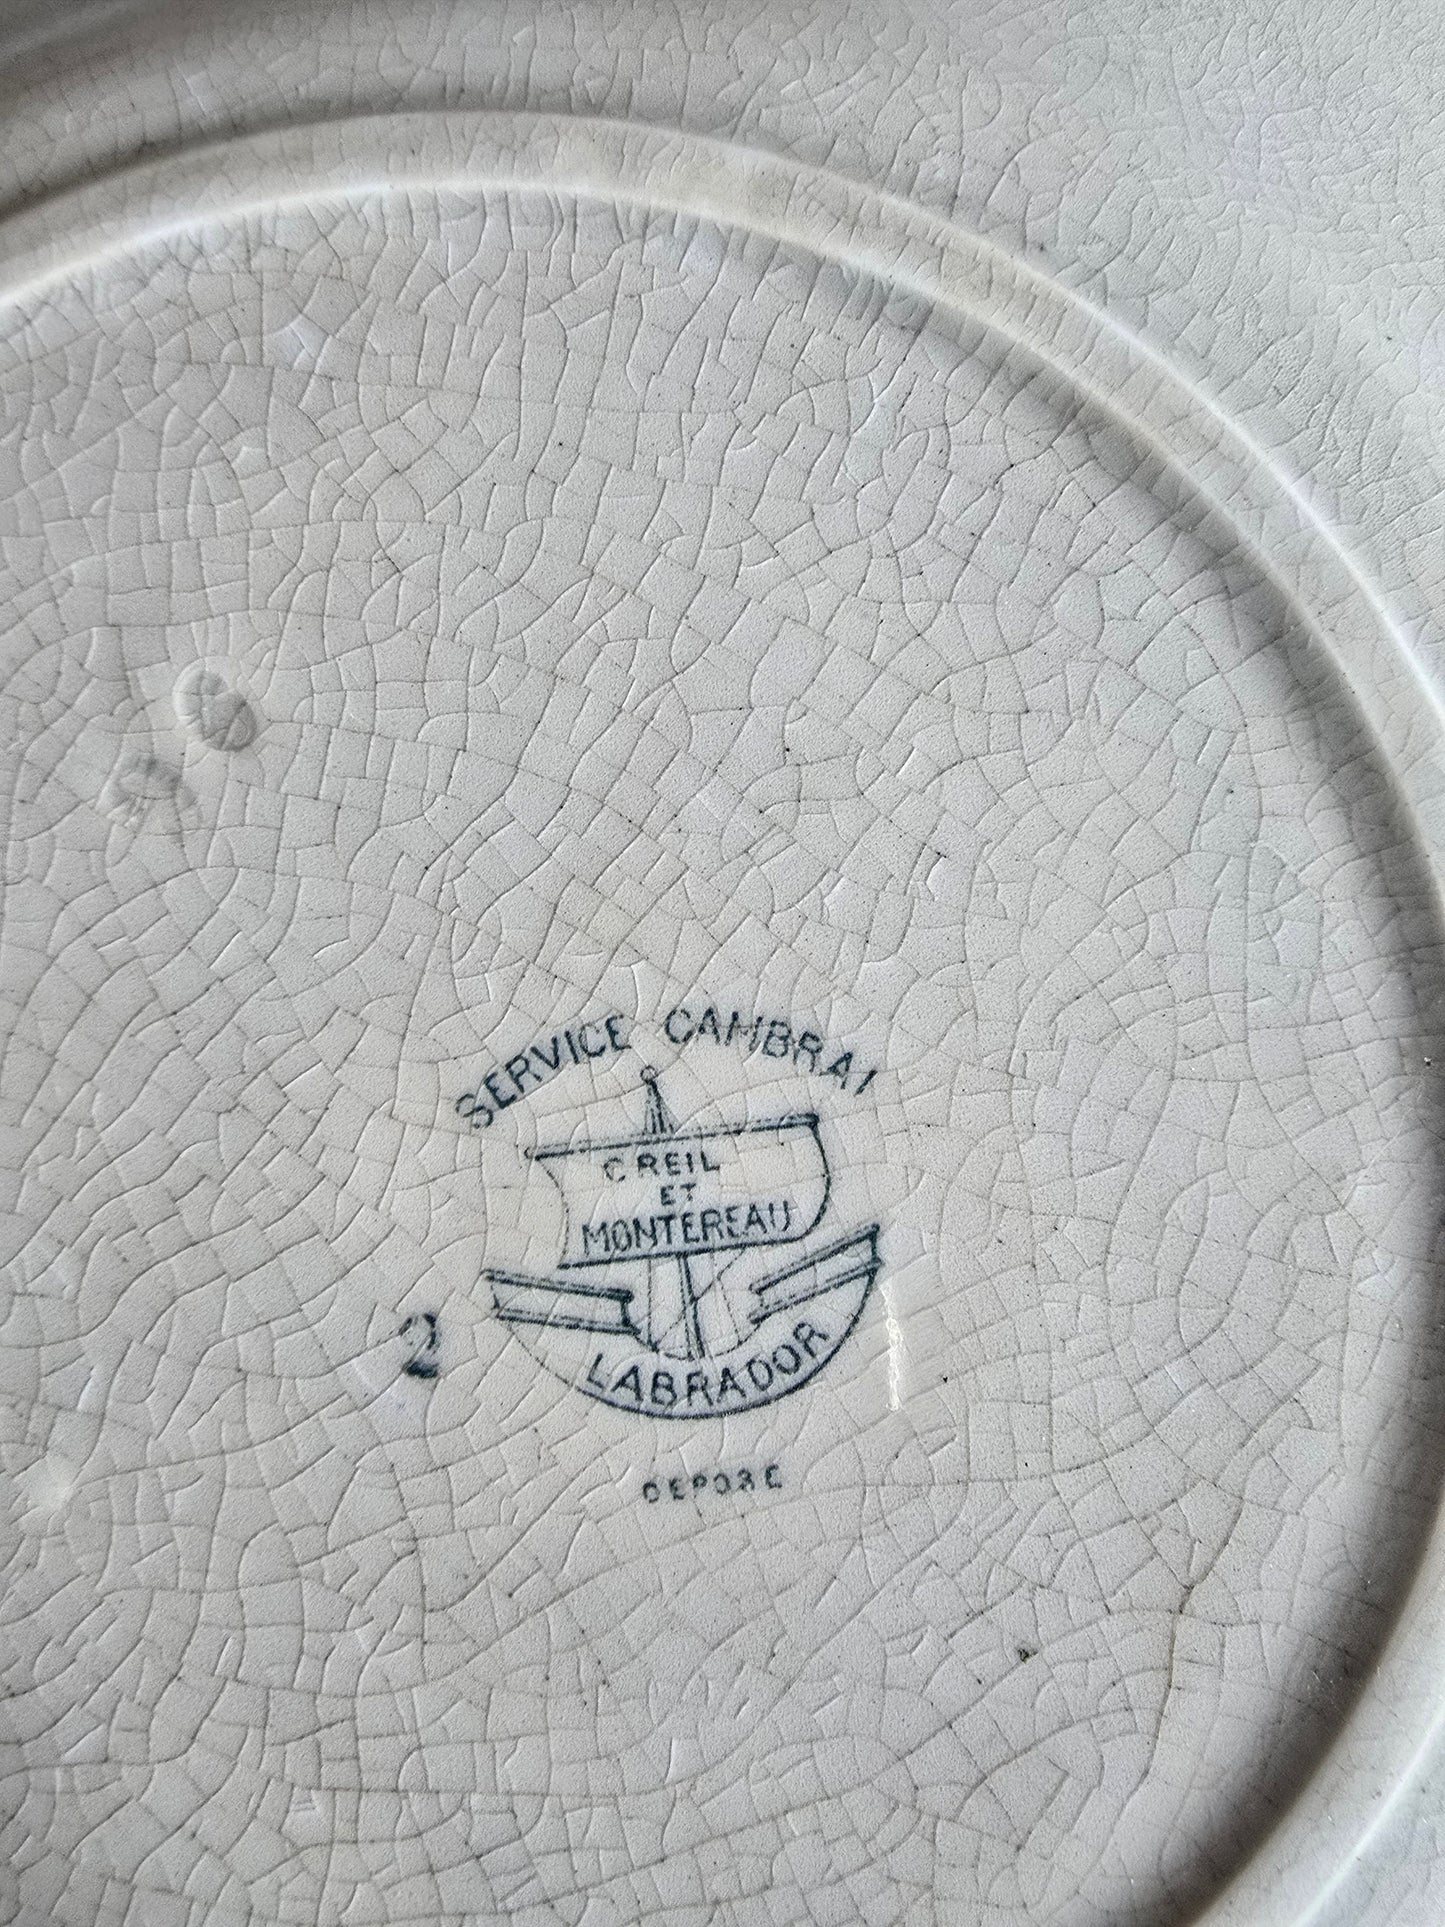 SERVICE CAMBRAI
CREIL
ET
MONTEREAU
2
LABRADOR
DEPOSE